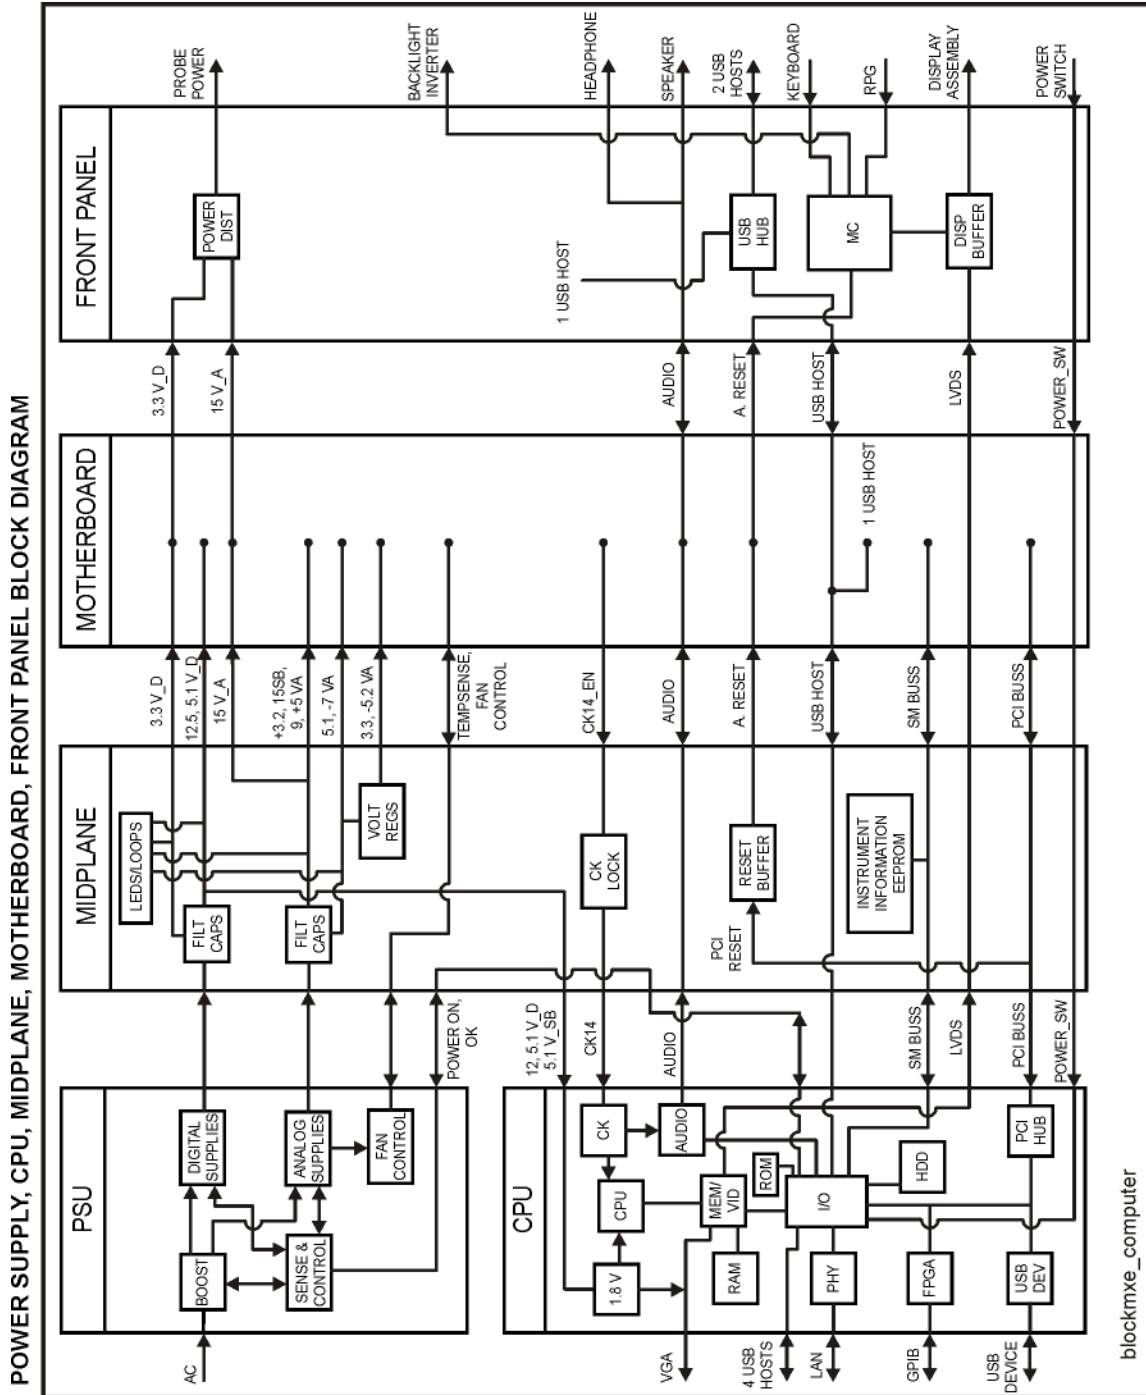 POWER SUPPLY, CPU, MIDPLANE, MOTHERBOARD, FRONT PANEL BLOCK DIAGRAM
PSU
AC
BOOST
DIGITAL
SUPPLIES
SENSE &
CONTROL
ANALOG
SUPPLIES
FAN
CONTROL
POWER ON,
OK
CPU
12, 5.1 V_D
5.1 V_SB
CK14
AUDIO
SM BUSS
LVDS
PCI BUSS
POWER_SW
1.8 V
CPU
CK
AUDIO
RAM
MEM/
VID
ROM
PHY
I/O
HDD
FPGA
USB
DEV
PCI
HUB
VGA
4 USB
HOSTS
LAN
GPIB
USB
DEVICE
MIDPLANE
LEDS/LOOPS
FILT
CAPS
FILT
CAPS
VOLT
REGS
CK
LOCK
PCI
RESET
RESET
BUFFER
INSTRUMENT
INFORMATION
EEPROM
3.3 V_D
12.5, 5.1 V_D
15 V_A
+3.2, 15SB,
9, +5 VA
5.1, -7 VA
3.3, -5.2 VA
TEMPSENSE,
FAN
CONTROL
CK14_EN
AUDIO
A. RESET
USB HOST
SM BUSS
PCI BUSS
MOTHERBOARD
1 USB HOST
3.3 V_D
15 V_A
AUDIO
A. RESET
USB HOST
LVDS
POWER_SW
FRONT PANEL
POWER
DIST
1 USB HOST
USB
HUB
MC
DISP
BUFFER
PROBE
POWER
BACKLIGHT
INVERTER
HEADPHONE
SPEAKER
2 USB
HOSTS
KEYBOARD
RPG
DISPLAY
ASSEMBLY
POWER
SWITCH
blockmxe_computer